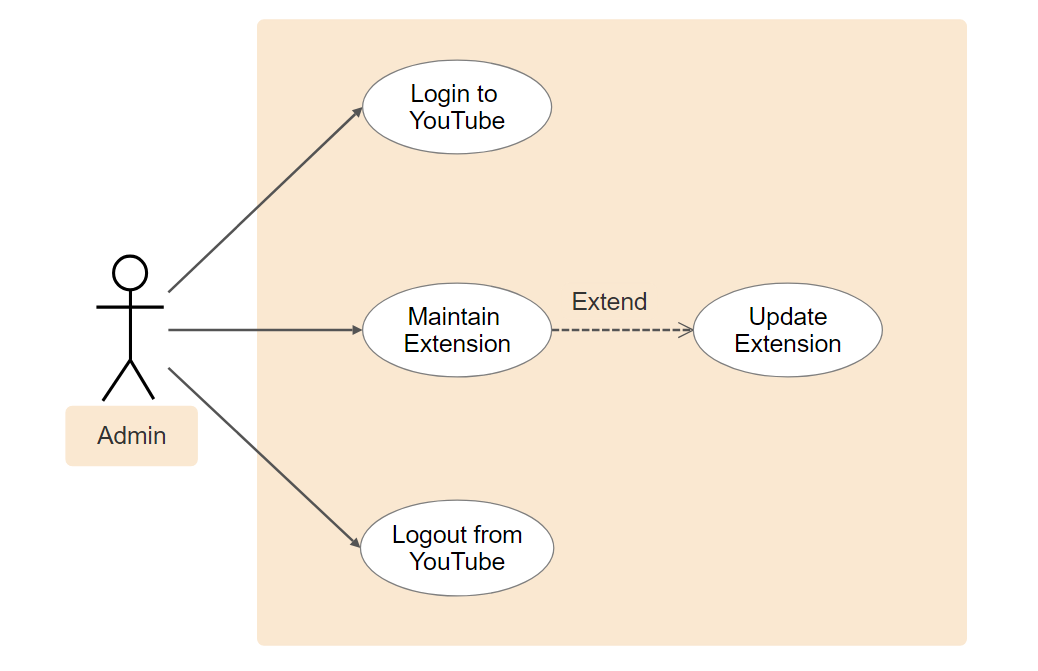 Login to
YouTube
Extend
Maintain
Extension
Update
Extension
Admin
Logout from
YouTube